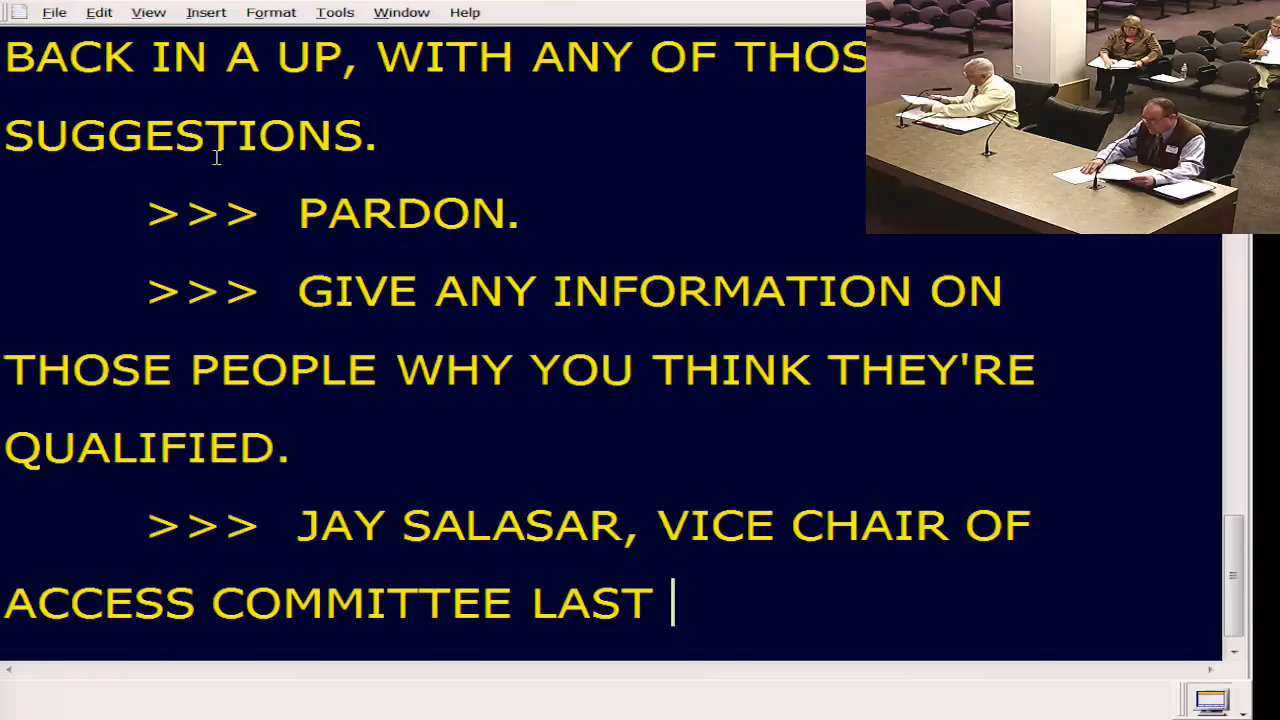 File Edit View Insert Format Tools Window Help
BACK IN A UP, WITH ANY OF THOS
SUGGESTIONS.
>>> PARDON.
>>> GIVE ANY INFORMATION ON
THOSE PEOPLE WHY YOU THINK THEY'RE
QUALIFIED.
>>> JAY SALASAR, VICE CHAIR OF
ACCESS COMMITTEE LAST